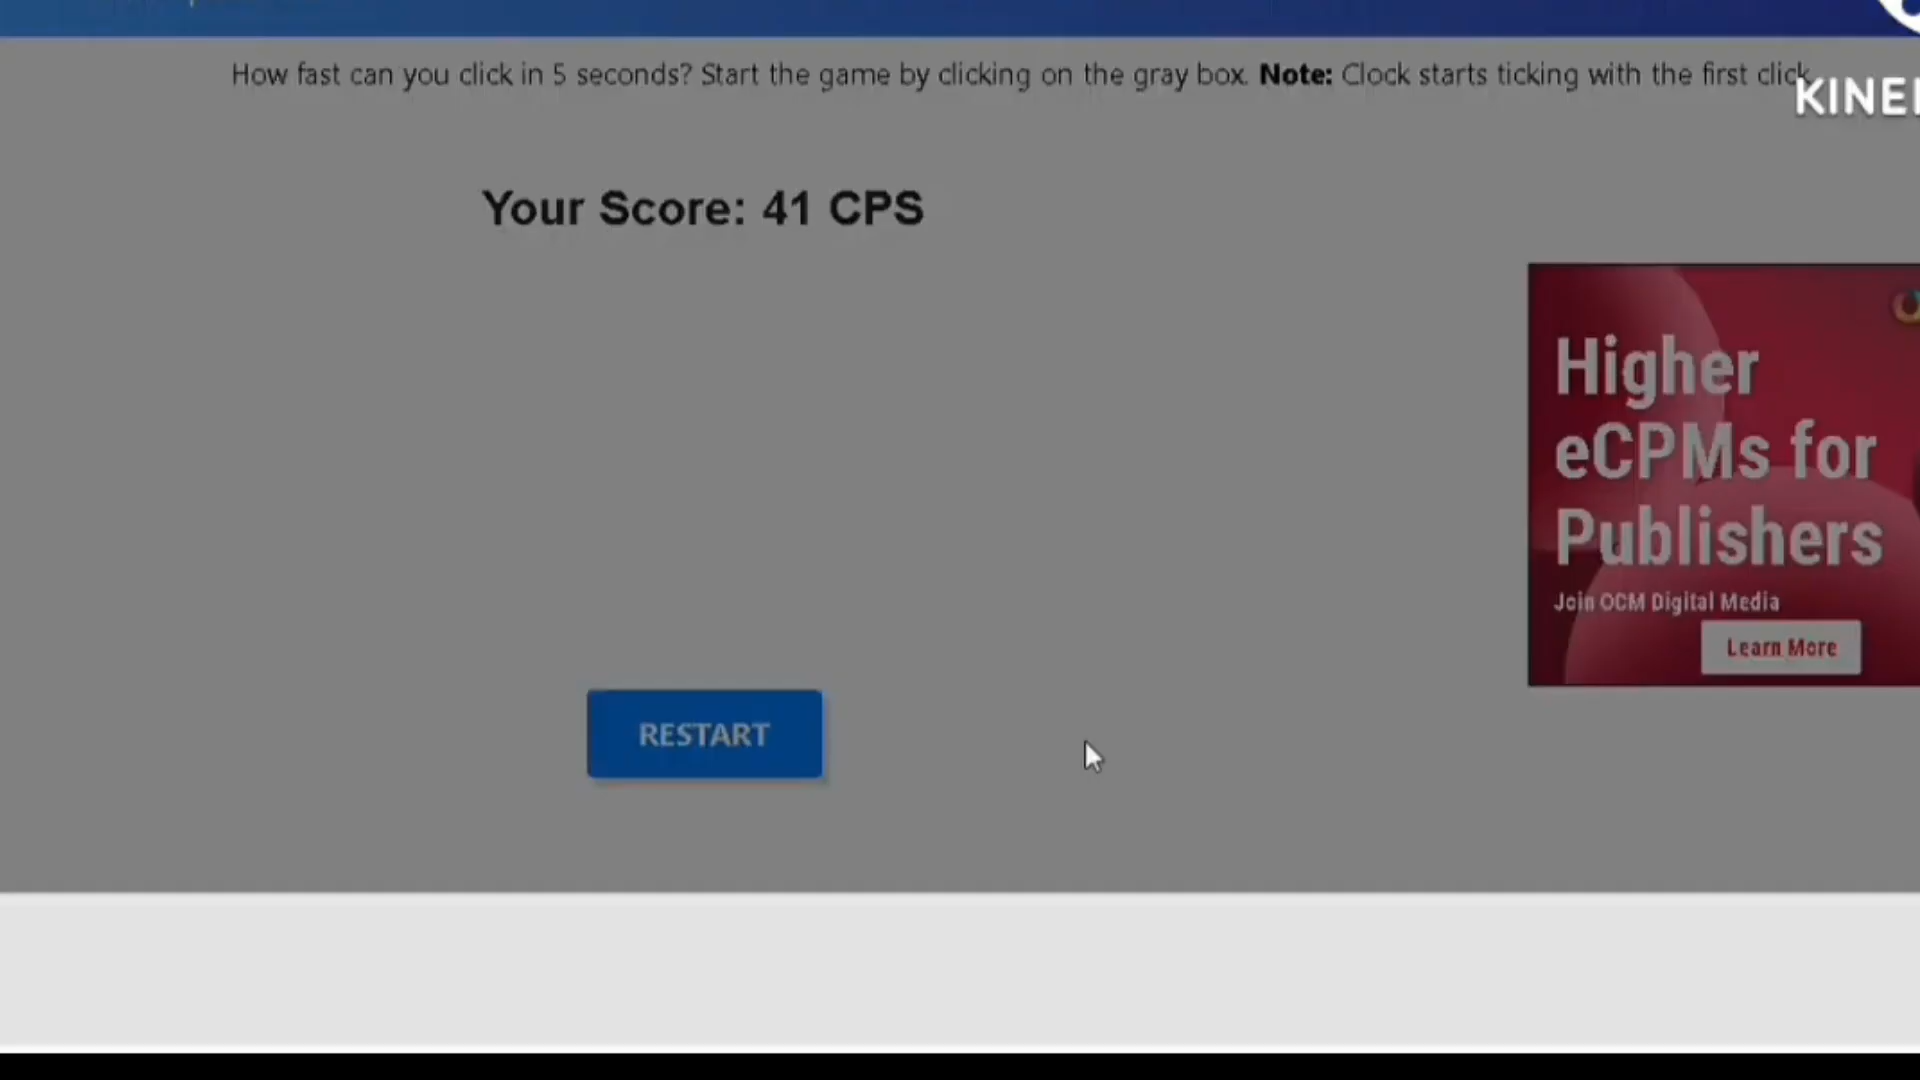 How fast can you click in 5 seconds? Start the game by clicking on the gray box. Note: Clock starts ticking with the first click
KINE
Your Score: 41 CPS
Higher
eCPMs for
Publishers
Join OCM Digital Media
Learn More
RESTART